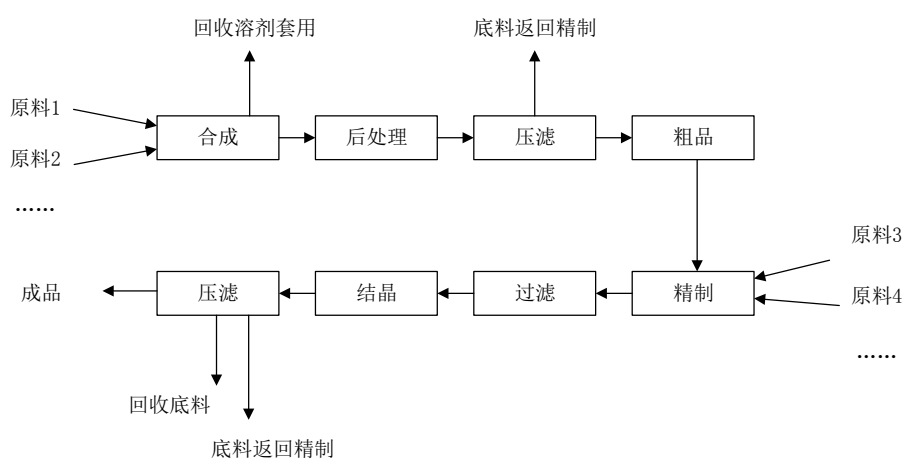 回收溶剂套用
底料返回精制
原料1
原料2
……
合成
后处理
压滤
粗品
原料3
原料4
……
成品
压滤
结晶
过滤
精制
回收底料
底料返回精制